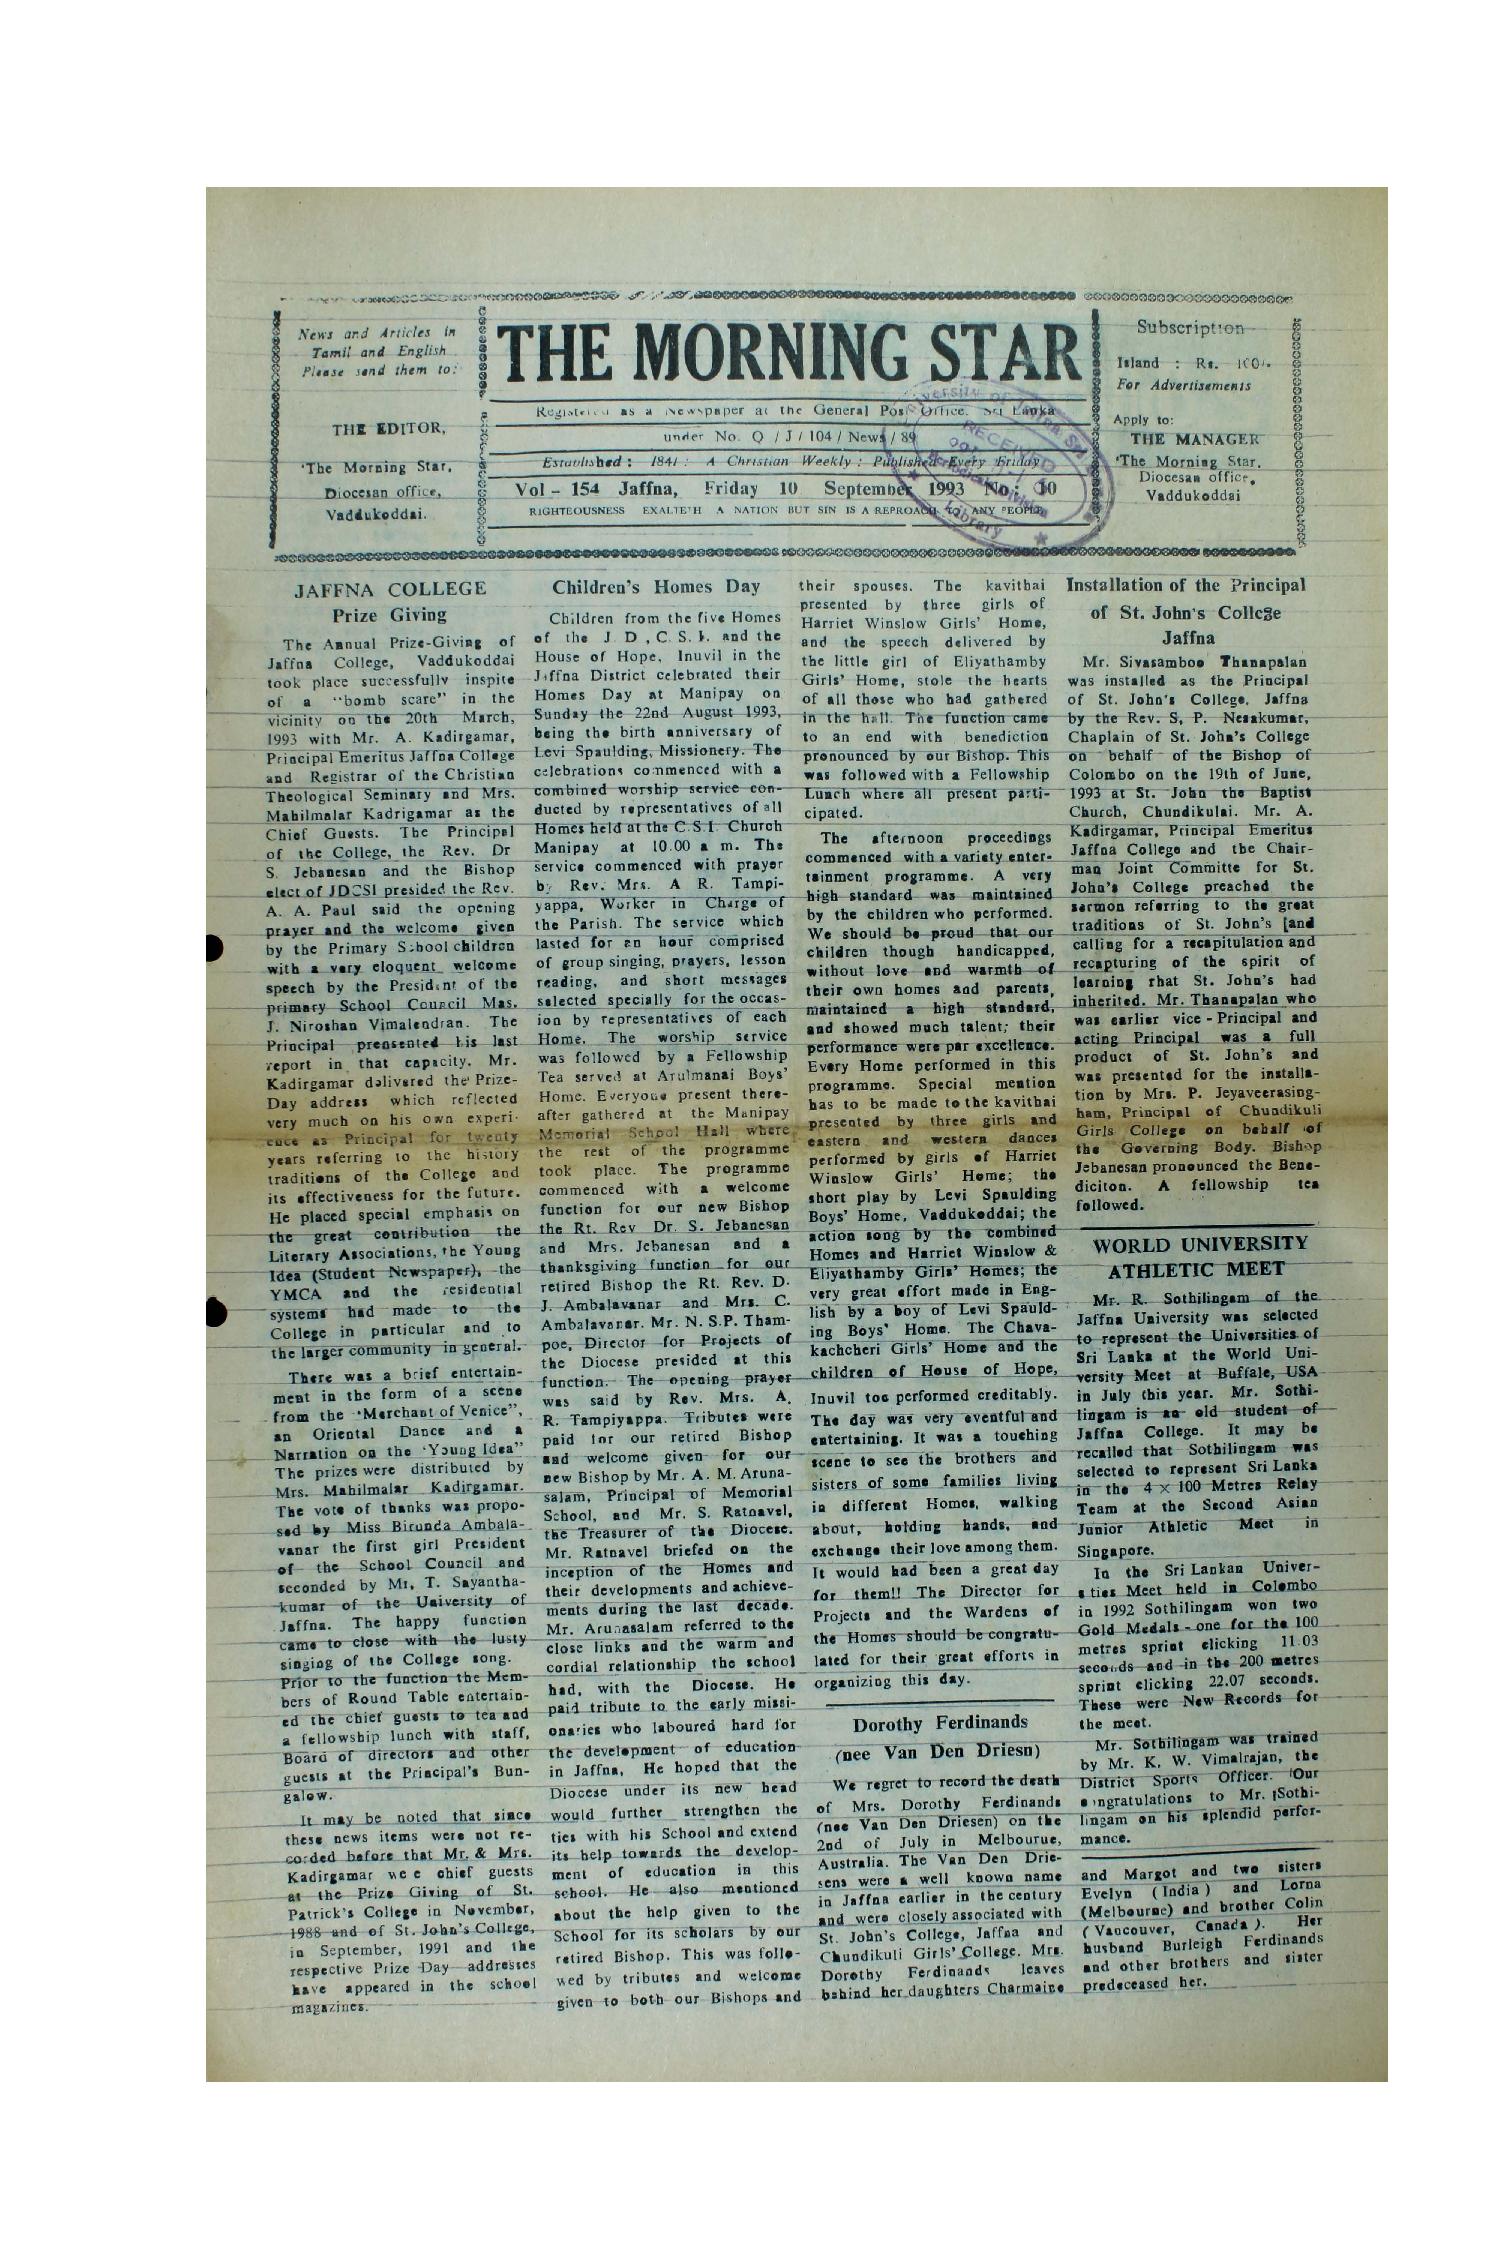 News and Articles in
Tamil and English
Please send them to:
THE EDITOR,
'The Morning Star,
Diocesan office,
Vaddukoddai.
THE MORNING STAR
Registered as a Newspaper at the General Post Office. Sri Lanka
under No. Q / J / 104 / News / 89
Established : 1841 : A Christian Weekly : Published Every Friday
Vol – 154 Jaffna, Friday 10 September 1993 No: 10
RIGHTEOUSNESS EXALTETH A NATION BUT SIN IS A REPROACH ANY PEOPLE
Subscription
Island : Rs. 100/-
For Advertisements
Apply to:
THE MANAGER
'The Morning Star.
Diocesan office,
Vaddukoddai
RECEIVED
Library
JAFFNA COLLEGE
Prize Giving
The Annual Prize-Giving of
Jaffna College, Vaddukoddai
took place successfully inspite
of a "bomb scare" in the
vicinity on the 20th March,
1993 with Mr. A. Kadirgamar,
Principal Emeritus Jaffna College
and Registrar of the Christian
Theological Seminary and Mrs.
Mahilmalar Kadrigamar as the
Chief Guests. The Principal
of the College, the Rev. Dr
S. Jebanesan and the Bishop
elect of JDCSI presided the Rev.
A. A. Paul said the opening
prayer and the welcome given
by the Primary School children
with a very eloquent welcome
speech by the President of the
primary School Council Mas.
J. Niroshan Vimalendran. The
Principal prensented his last
report in that capacity. Mr.
Kadirgamar delivered the Prize-
Day address which reflected
very much on his own experi-
ence as Principal for twenty
years referring to the history
traditions of the College and
its effectiveness for the future.
He placed special emphasis on
the great contribution the
Literary Associations, the Young
Idea (Student Newspaper), the
YMCA and the residential
systems had made to the
College in particular and to
the larger community in general.
There was a brief entertain-
ment in the form of a scene
from the 'Merchant of Venice",
an Oriental Dance and a
Narration on the 'Young Idea"
The prizes were distributed by
Mrs. Mahilmalar Kadirgamar.
The vote of thanks was propo-
sed by Miss Birunda Ambala-
vanar the first girl President
of the School Council and
seconded by Mr, T. Sayantha-
kumar of the University of
Jaffna. The happy function
came to close with the lusty
singing of the College song.
Prior to the function the Mem-
bers of Round Table entertain-
ed the chief guests to tea and
a fellowship lunch with staff,
Board of directors and other
guests at the Principal's Bun-
galow.
It may be noted that since
these news items were not re-
corded before that Mr. & Mrs.
Kadirgamar we e chief guests
at the Prize Giving of St.
Patrick's College in November,
1988 and of St. John's College,
in September, 1991 and the
respective Prize Day addresses
have appeared in the school
magazines.
Children's Homes Day
Children from the five Homes
of the J. D, C. S. I. and the
House of Hope, Inuvil in the
Jaffna District celebrated their
Homes Day at Manipay on
Sunday the 22nd August 1993,
being the birth anniversary of
Levi Spaulding, Missionery. The
celebrations commenced with a
combined worship service con-
ducted by representatives of all
Homes held at the C.S.I. Church
Manipay at 10.00 a m. The
service commenced with prayer
by Rev. Mrs. A R. Tampi-
yappa, Worker in Charge of
the Parish. The service which
lasted for an hour comprised
of group singing, prayers, lesson
reading, and short messages
selected specially for the occas-
ion by representatives of each
Home, The worship service
was followed by a Fellowship
Tea served at Arulmanai Boys'
Home. Everyone present there-
after gathered at the Manipay
Memorial School Hall where
the rest of the programme
took place. The programme
commenced with a welcome
function for our new Bishop
the Rt. Rev Dr. S. Jebanesan
and Mrs. Jebanesan and a
thanksgiving function for our
retired Bishop the Rt. Rev. D.
J. Ambalavanar and Mrs. C.
Ambalavanar. Mr. N. S.P. Tham-
poe, Director for Projects of
the Diocese presided at this
function. The opening prayer
was said by Rev. Mrs. A.
R. Tampiyappa. Tributes were
paid for our retired Bishop
and welcome given for our
new Bishop by Mr. A. M. Aruna-
salam, Principal of Memorial
School, and Mr. S. Ratnavel,
the Treasurer of the Diocese.
Mr. Ratnavel briefed on the
inception of the Homes and
their developments and achieve-
ments during the last decade.
Mr. Arunasalam referred to the
close links and the warm and
cordial relationship the school
had, with the Diocese. He
paid tribute to the early missi-
onaries who laboured hard for
the development of education
in Jaffna, He hoped that the
Diocese under its new head
would further strengthen the
ties with his School and extend
its help towards the develop-
ment of education in this
school. He also mentioned
about the help given to the
School for its scholars by our
retired Bishop. This was follo-
wed by tributes and welcome
given to both our Bishops and
their spouses. The kavithai
presented by three girls of
Harriet Winslow Girls' Home,
and the speech delivered by
the little girl of Eliyathamby
Girls' Home, stole the hearts
of all those who had gathered
in the hall. The function came
to an end with benediction
pronounced by our Bishop. This
was followed with a Fellowship
Lunch where all present parti-
cipated.
The afternoon proceedings
commenced with a variety enter-
tainment programme. A very
high standard was maintained
by the children who performed.
We should be proud that our
children though handicapped,
without love and warmth of
their own homes and parents,
maintained a high standard,
and showed much talent; their
performance were par excellence.
Every Home performed in this
programme. Special mention
has to be made to the kavithai
presented by three girls and
eastern and western dances
performed by girls of Harriet
Winslow Girls' Home; the
short play by Levi Spaulding
Boys' Home, Vaddukoddai; the
action song by the combined
Homes and Harriet Winslow &
Eliyathamby Girls' Homes; the
very great effort made in Eng-
lish by a boy of Levi Spauld-
ing Boys' Home. The Chava-
kachcheri Girls' Home and the
children of House of Hope,
Inuvil too performed creditably.
The day was very eventful and
entertaining. It was a touching
scene to see the brothers and
sisters of some families living
in different Homes, walking
about, holding hands, and
exchange their love among them.
It would had been a great day
for them!! The Director for
Projects and the Wardens of
the Homes should be congratu-
lated for their great efforts in
organizing this day.
Dorothy Ferdinands
(nee Van Den Driesn)
We regret to record the death
of Mrs. Dorothy Ferdinands
(nee Van Den Driesen) on the
2nd of July in Melbourue,
Australia. The Van Den Drie-
sens were a well known name
in Jaffna earlier in the century
and were closely associated with
St. John's College, Jaffna and
Chundikuli Girls' College. Mrs.
Dorothy Ferdinands leaves
behind her daughters Charmaine
Installation of the Principal
of St. John's College
Jaffna
Mr. Sivasamboo Thanapalan
was installed as the Principal
of St. John's College, Jaffna
by the Rev. S, P. Nesakumar,
Chaplain of St. John's College
on behalf of the Bishop of
Colombo on the 19th of June,
1993 at St. John the Baptist
Church, Chundikulai. Mr. A.
Kadirgamar, Principal Emeritus
Jaffna College and the Chair-
man Joint Committe for St.
John's College preached the
sermon referring to the great
traditions of St. John's [and
calling for a recapitulation and
recapturing of the spirit of
learning rhat St. John's had
inherited. Mr. Thanapalan who
was earlier vice - Principal and
acting Principal was a full
product of St. John's and
was presented for the installa-
tion by Mrs. P. Jeyaveerasing-
ham, Principal of Chundikuli
Girls College on behalf of
the Governing Body. Bishop
Jebanesan pronounced the Bene-
diciton. A fellowship tea
followed.
WORLD UNIVERSITY
ATHLETIC MEET
Mr. R. Sothilingam of the
Jaffna University was selected
to represent the Universities of
Sri Lanka at the World Uni-
versity Meet at Buffale, USA
in July this year. Mr. Sothi-
lingam is an old student of
Jaffna College. It may be
recalled that Sothilingam was
selected to represent Sri Lanka
in the 4 × 100 Metres Relay
Team at the Second Asian
Junior Athletic Meet in
Singapore.
In the Sri Lankan Univer-
s ties Meet held in Colombo
in 1992 Sothilingam won two
Gold Medals - one for the 100
metres sprint clicking 11.03
seconds and in the 200 metres
sprint clicking 22.07 seconds.
These were New Records for
the meet.
Mr. Sothilingam was trained
by Mr. K. W. Vimalrajan, the
District Sports Officer. Our
ngratulations to Mr. Sothi-
lingam on his splendid perfor-
mance.
and Margot and two sisters
Evelyn (India) and Lorna
(Melbourne) and brother Colin
(Vancouver, Canada). Her
husband Burleigh Ferdinands
and other brothers and sister
predeceased her.